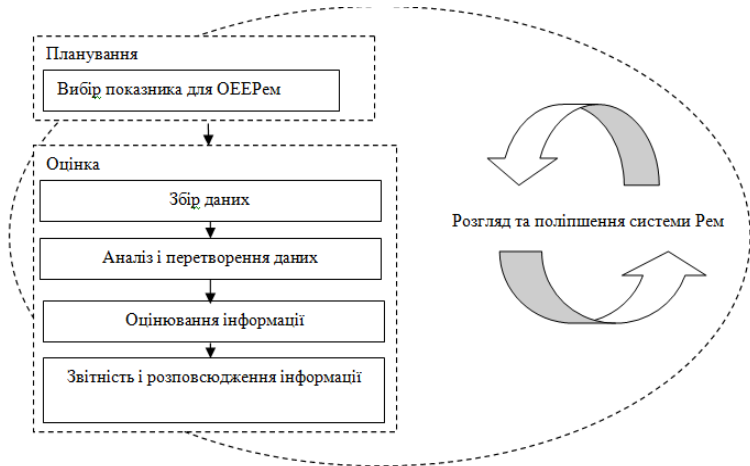 Планування
Вибір показника для ОЕЕРем
Оцінка
Збір даних
Аналіз і перетворення даних
Оцінювання інформації
Звітність і розповсюдження інформації
Розгляд та поліпшення системи Рем